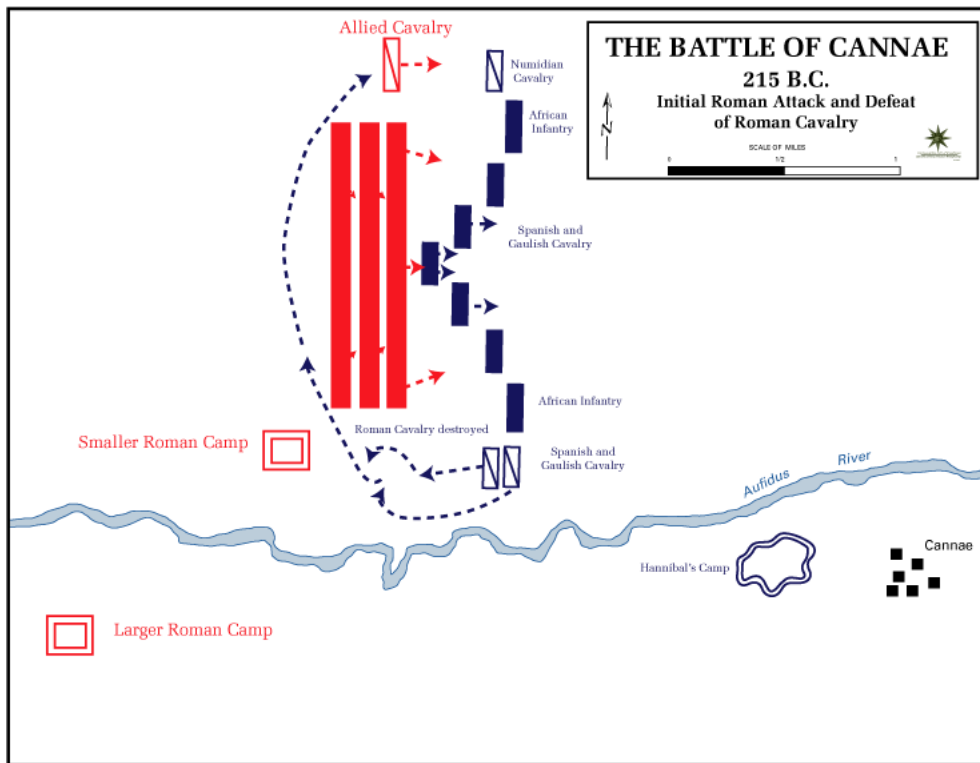 THE BATTLE OF CANNAE
215 B.C.
Initial Roman Attack and Defeat
of Roman Cavalry
N
SCALE OF MILES
0 1/2 1
Allied Cavalry
Numidian
Cavalry
African
Infantry
Spanish and
Gaulish Cavalry
African Infantry
Roman Cavalry destroyed
Smaller Roman Camp
Spanish and
Gaulish Cavalry
Aufidus River
Cannae
Hannibal's Camp
Larger Roman Camp